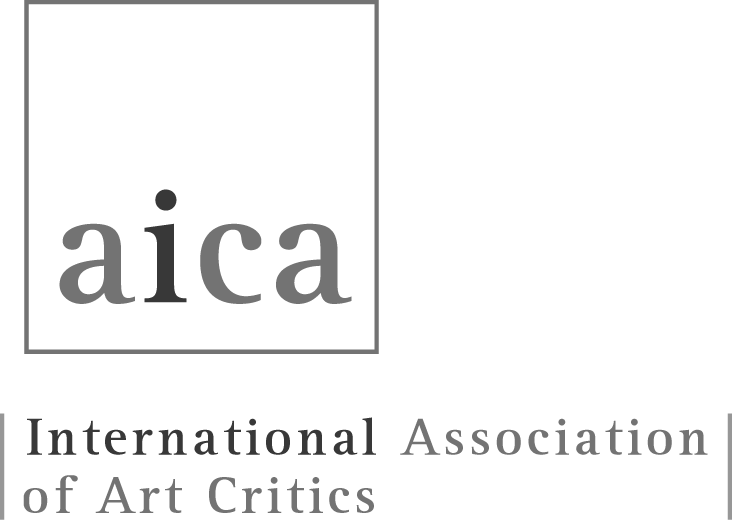 aica
International Association
of Art Critics